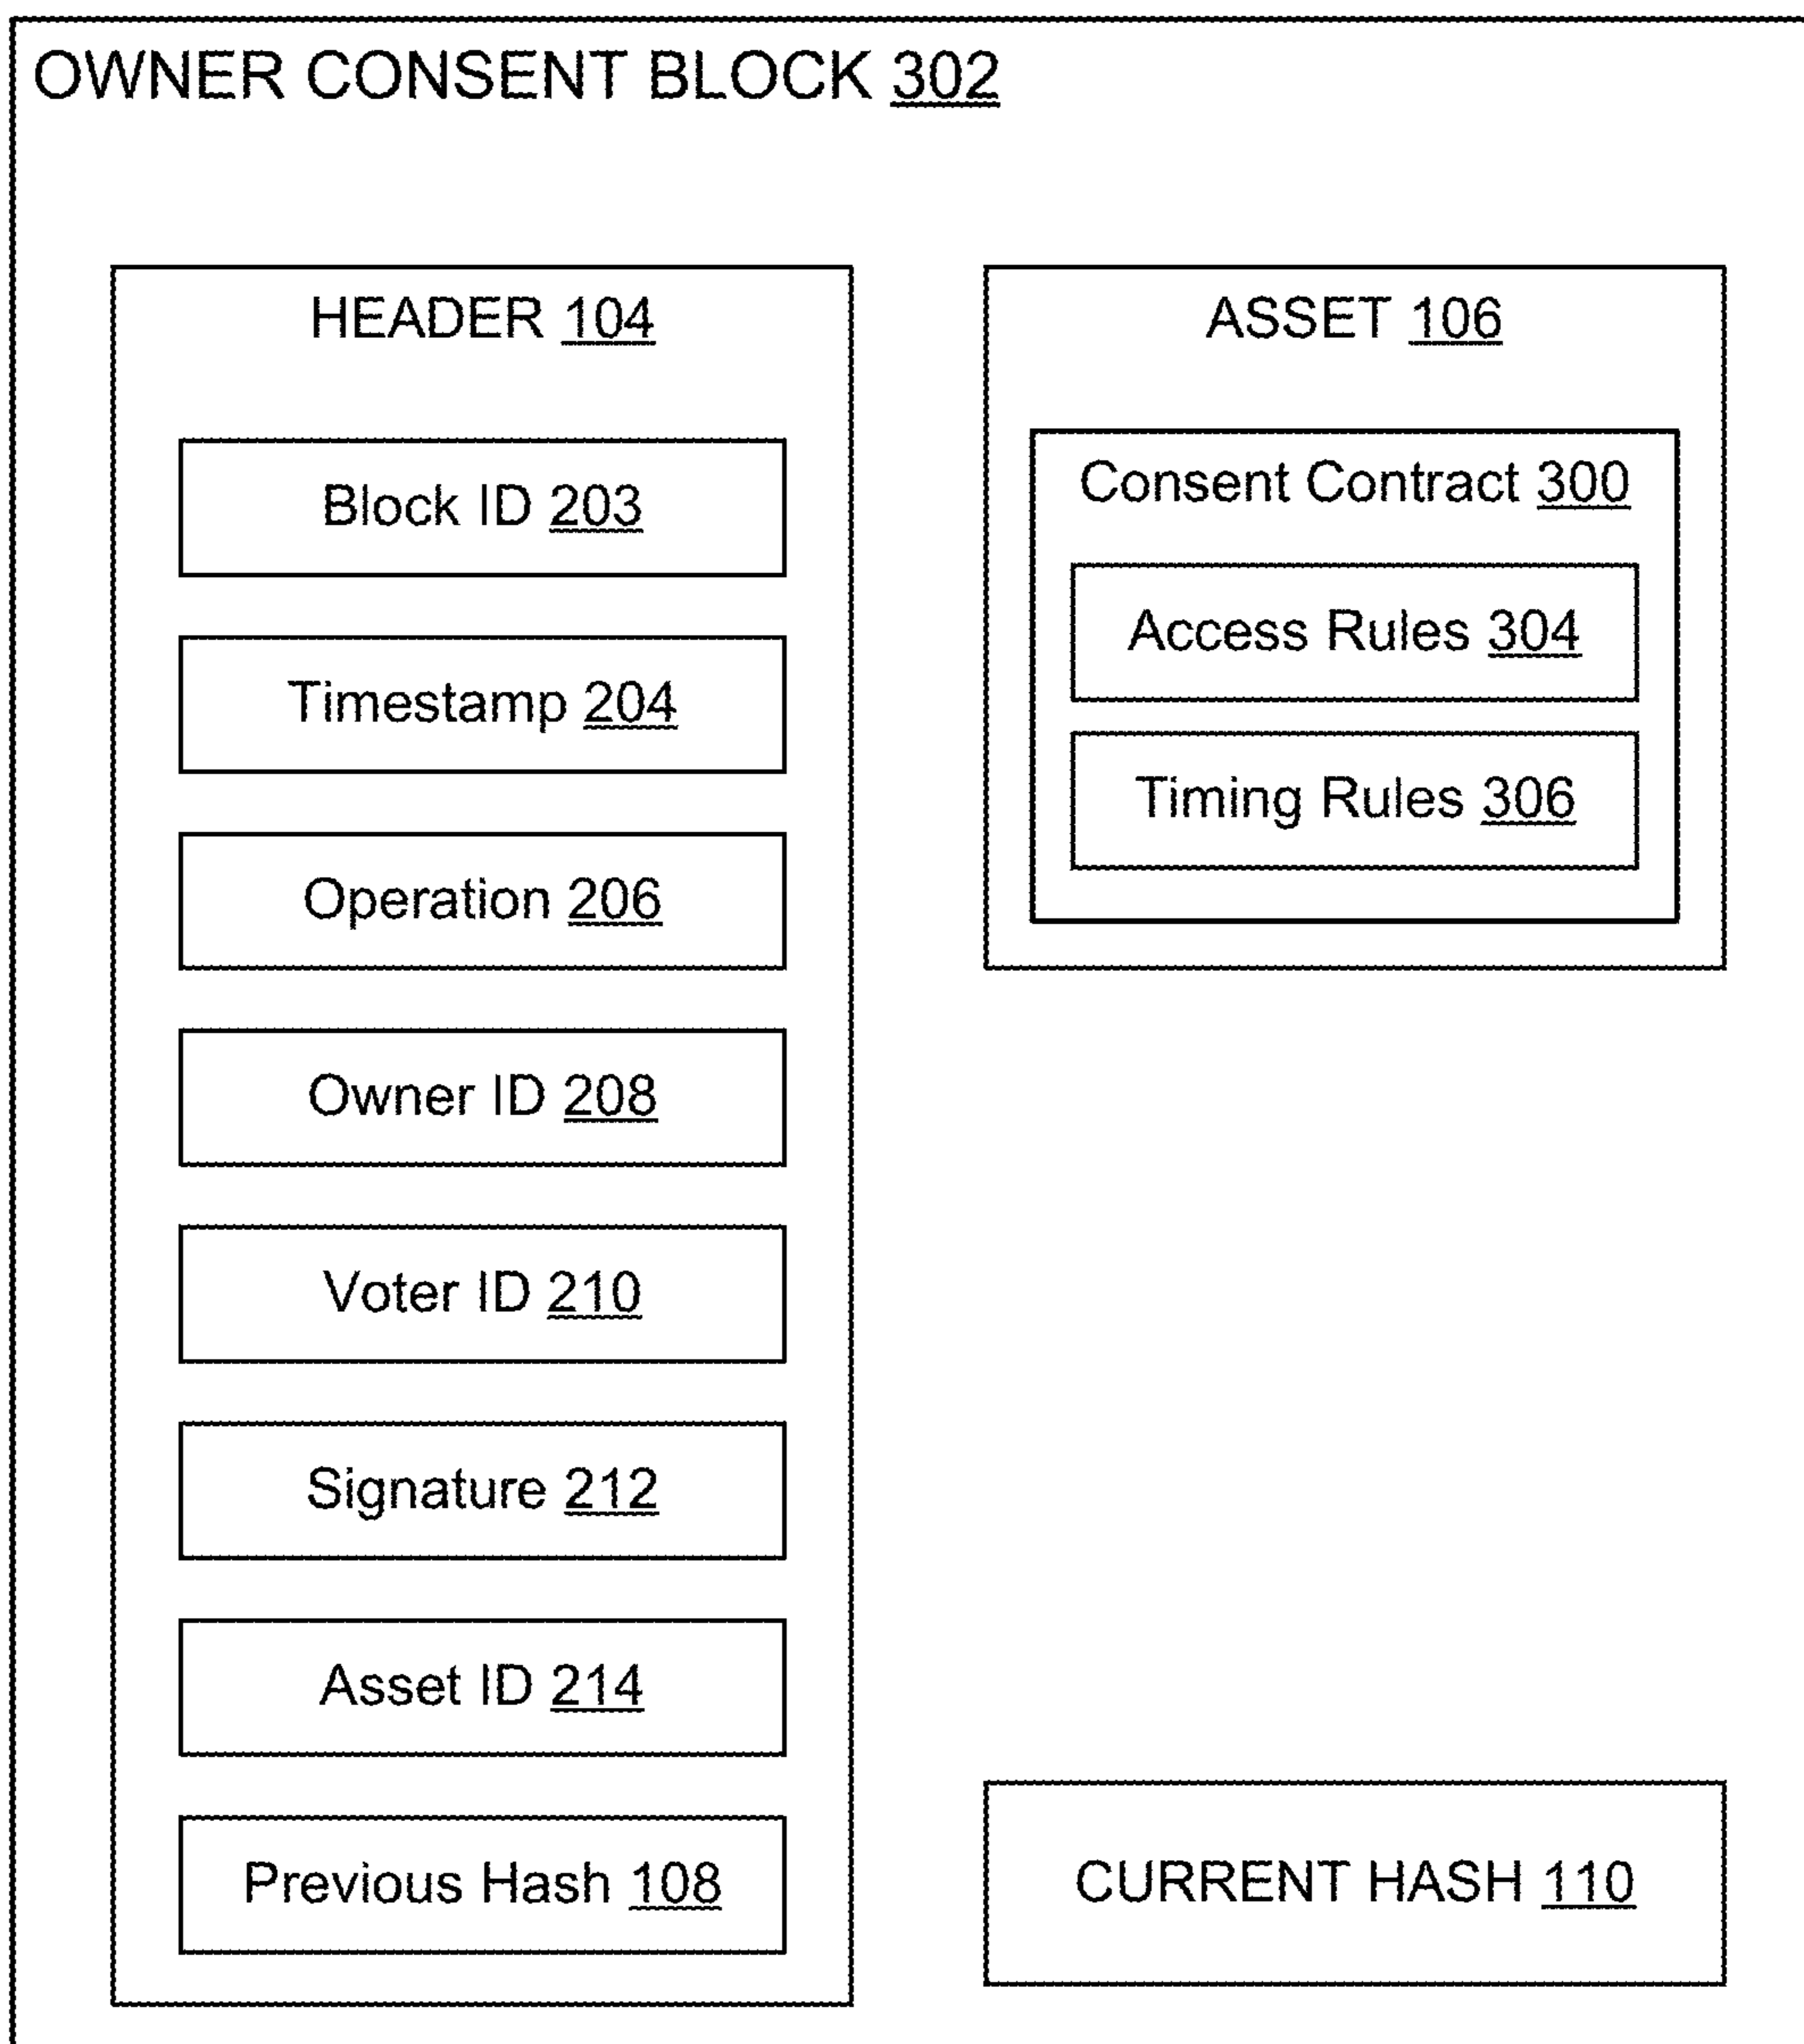 OWNER CONSENT BLOCK 302
HEADER 104
Block ID 203
Timestamp 204
Operation 206
Owner ID 208
Voter ID 210
Signature 212
Asset ID 214
Previous Hash 108
ASSET 106
Consent Contract 300
Access Rules 304
Timing Rules 306
CURRENT HASH 110